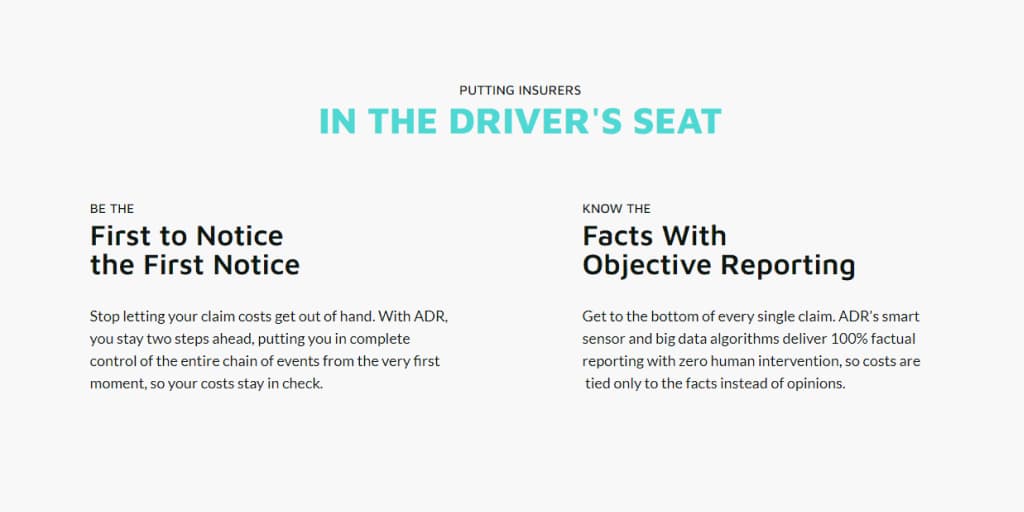 PUTTING INSURERS
IN THE DRIVER'S SEAT
BE THE
First to Notice
the First Notice
Stop letting your claim costs get out of hand. With ADR,
you stay two steps ahead, putting you in complete
control of the entire chain of events from the very first
moment, so your costs stay in check.
KNOW THE
Facts With
Objective Reporting
Get to the bottom of every single claim. ADR's smart
sensor and big data algorithms deliver 100% factual
reporting with zero human intervention, so costs are
tied only to the facts instead of opinions.